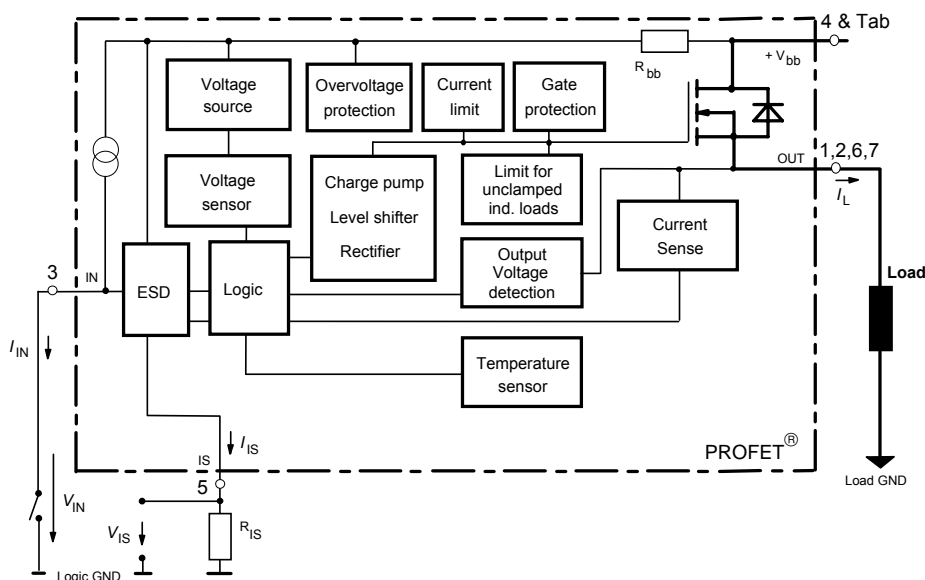 4 & Tab
R bb
+ V bb
Voltage
source
Overvoltage
protection
Current
limit
Gate
protection
OUT
1,2,6,7
I L
Voltage
sensor
Charge pump
Level shifter
Rectifier
Limit for
unclamped
ind. loads
Current
Sense
3
IN
ESD
Logic
Output
Voltage
detection
Load
I IN
Temperature
sensor
I IS
IS
PROFET®
Load GND
5
V IN
V IS
R IS
Logic GND